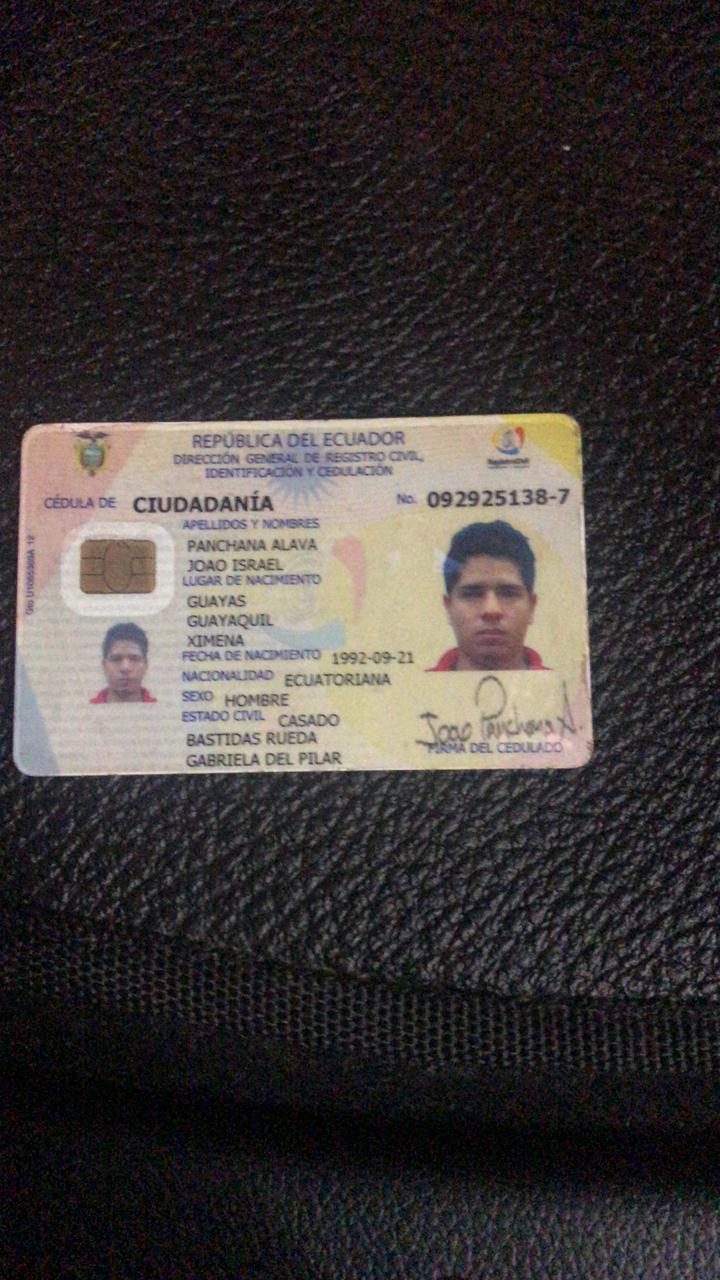 REPÚBLICA DEL ECUADOR
DIRECCIÓN GENERAL DE REGISTRO CIVIL,
IDENTIFICACIÓN Y CEDULACIÓN
CÉDULA DE CIUDADANÍA No. 092925138-7
APELLIDOS Y NOMBRES
PANCHANA ALAVA
JOAO ISRAEL
LUGAR DE NACIMIENTO
GUAYAS
GUAYAQUIL
XIMENA
FECHA DE NACIMIENTO 1992-09-21
NACIONALIDAD ECUATORIANA
SEXO HOMBRE
ESTADO CIVIL CASADO
BASTIDAS RUEDA
GABRIELA DEL PILAR
Joao Panchana A.
FIRMA DEL CEDULADO